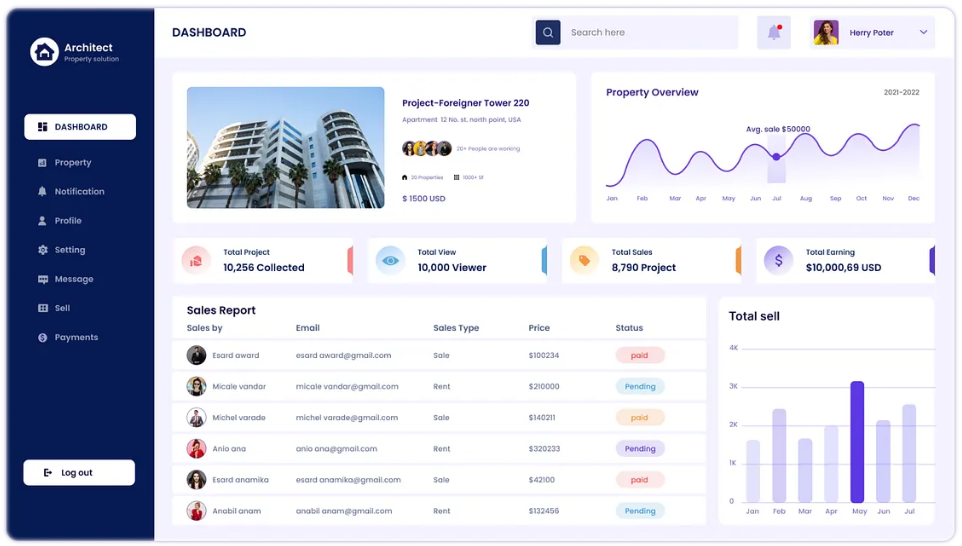 Architect
Property solution
DASHBOARD
Property
Notification
Profile
Setting
Message
Sell
Payments
Log out
DASHBOARD
Search here
Herry Poter
Project-Foreigner Tower 220
Apartment 12 No. st. north point, USA
20+ People are working
20 Properties
1000+ SF
$ 1500 USD
Property Overview
2021-2022
Avg. sale $50000
Jan Feb Mar Apr May Jun Jul Aug Sep Oct Nov Dec
Total Project
10,256 Collected
Total View
10,000 Viewer
Total Sales
8,790 Project
Total Earning
$10,000,69 USD
Sales Report
Sales by Email Sales Type Price Status
Esard award esard award@gmail.com Sale $100234 paid
Micale vandar micale vandar@gmail.com Rent $210000 Pending
Michel varade michel varade@gmail.com Sale $140211 paid
Anio ana anio ana@gmail.com Rent $320233 Pending
Esard anamika esard anamika@gmail.com Sale $42100 paid
Anabil anam anabil anam@gmail.com Rent $132456 Pending
Total sell
4K
3K
2K
1K
0
Jan Feb Mar Apr May Jun Jul